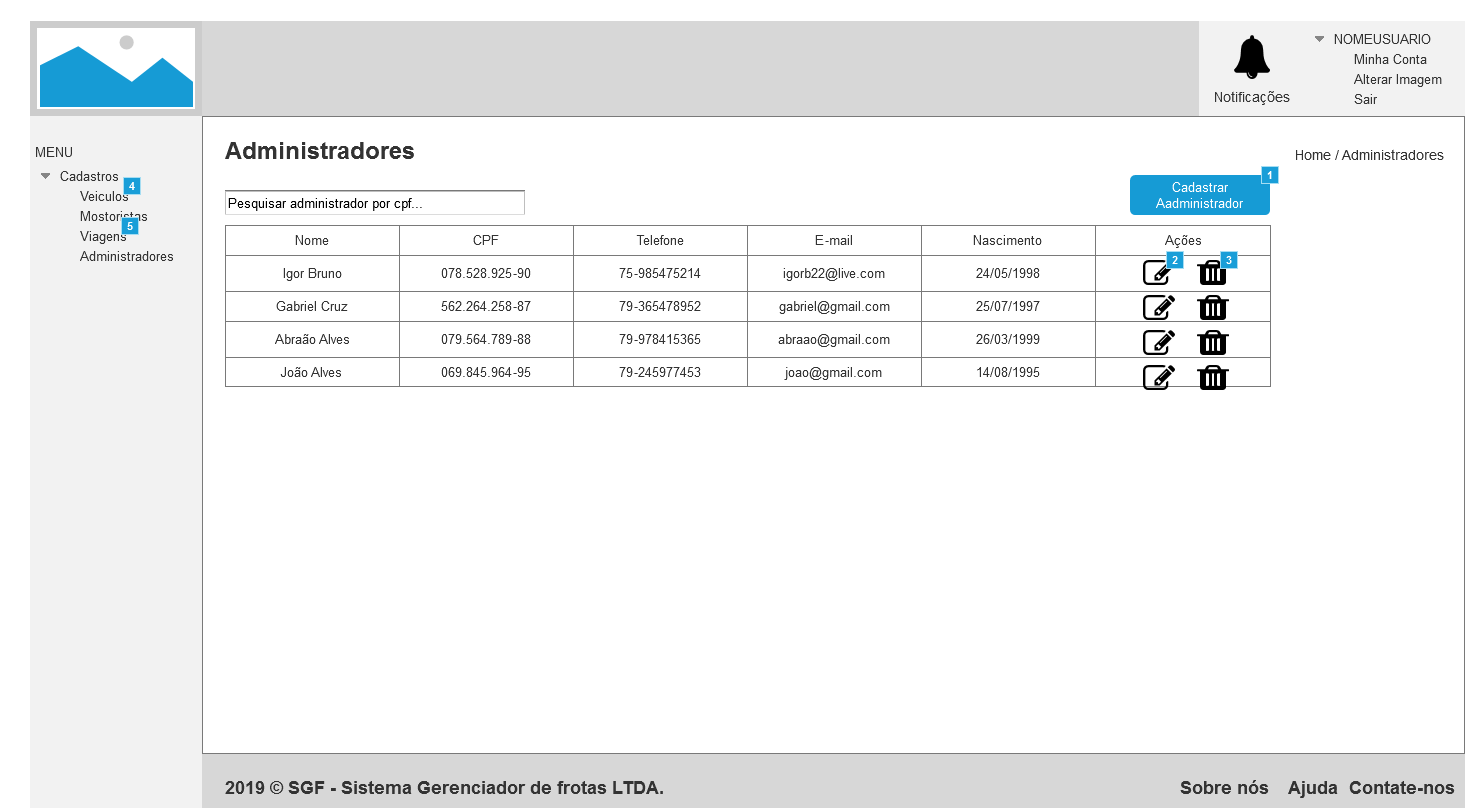 NOMEUSUARIO
Minha Conta
Alterar Imagem
Sair
Notificações
MENU
Cadastros
4
Veiculos
Mostoristas
5
Viagens
Administradores
Administradores
Home / Administradores
Pesquisar administrador por cpf...
1
Cadastrar
Aadministrador
Nome CPF Telefone E-mail Nascimento Ações
2 3
Igor Bruno 078.528.925-90 75-985475214 igorb22@live.com 24/05/1998
Gabriel Cruz 562.264.258-87 79-365478952 gabriel@gmail.com 25/07/1997
Abraão Alves 079.564.789-88 79-978415365 abraao@gmail.com 26/03/1999
João Alves 069.845.964-95 79-245977453 joao@gmail.com 14/08/1995
2019 © SGF - Sistema Gerenciador de frotas LTDA.
Sobre nós Ajuda Contate-nos